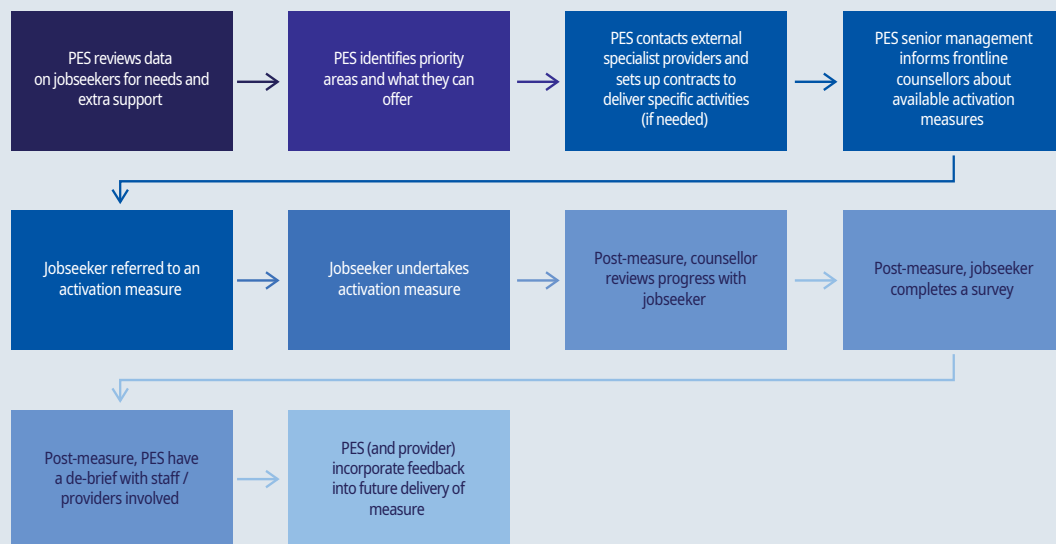 PES reviews data
on jobseekers for needs and
extra support
PES identifies priority
areas and what they can
offer
PES contacts external
specialist providers and
sets up contracts to
deliver specific activities
(if needed)
PES senior management
informs frontline
counsellors about
available activation
measures
Jobseeker referred to an
activation measure
Jobseeker undertakes
activation measure
Post-measure, counsellor
reviews progress with
jobseeker
Post-measure, jobseeker
completes a survey
Post-measure, PES have
a de-brief with staff /
providers involved
PES (and provider)
incorporate feedback
into future delivery of
measure